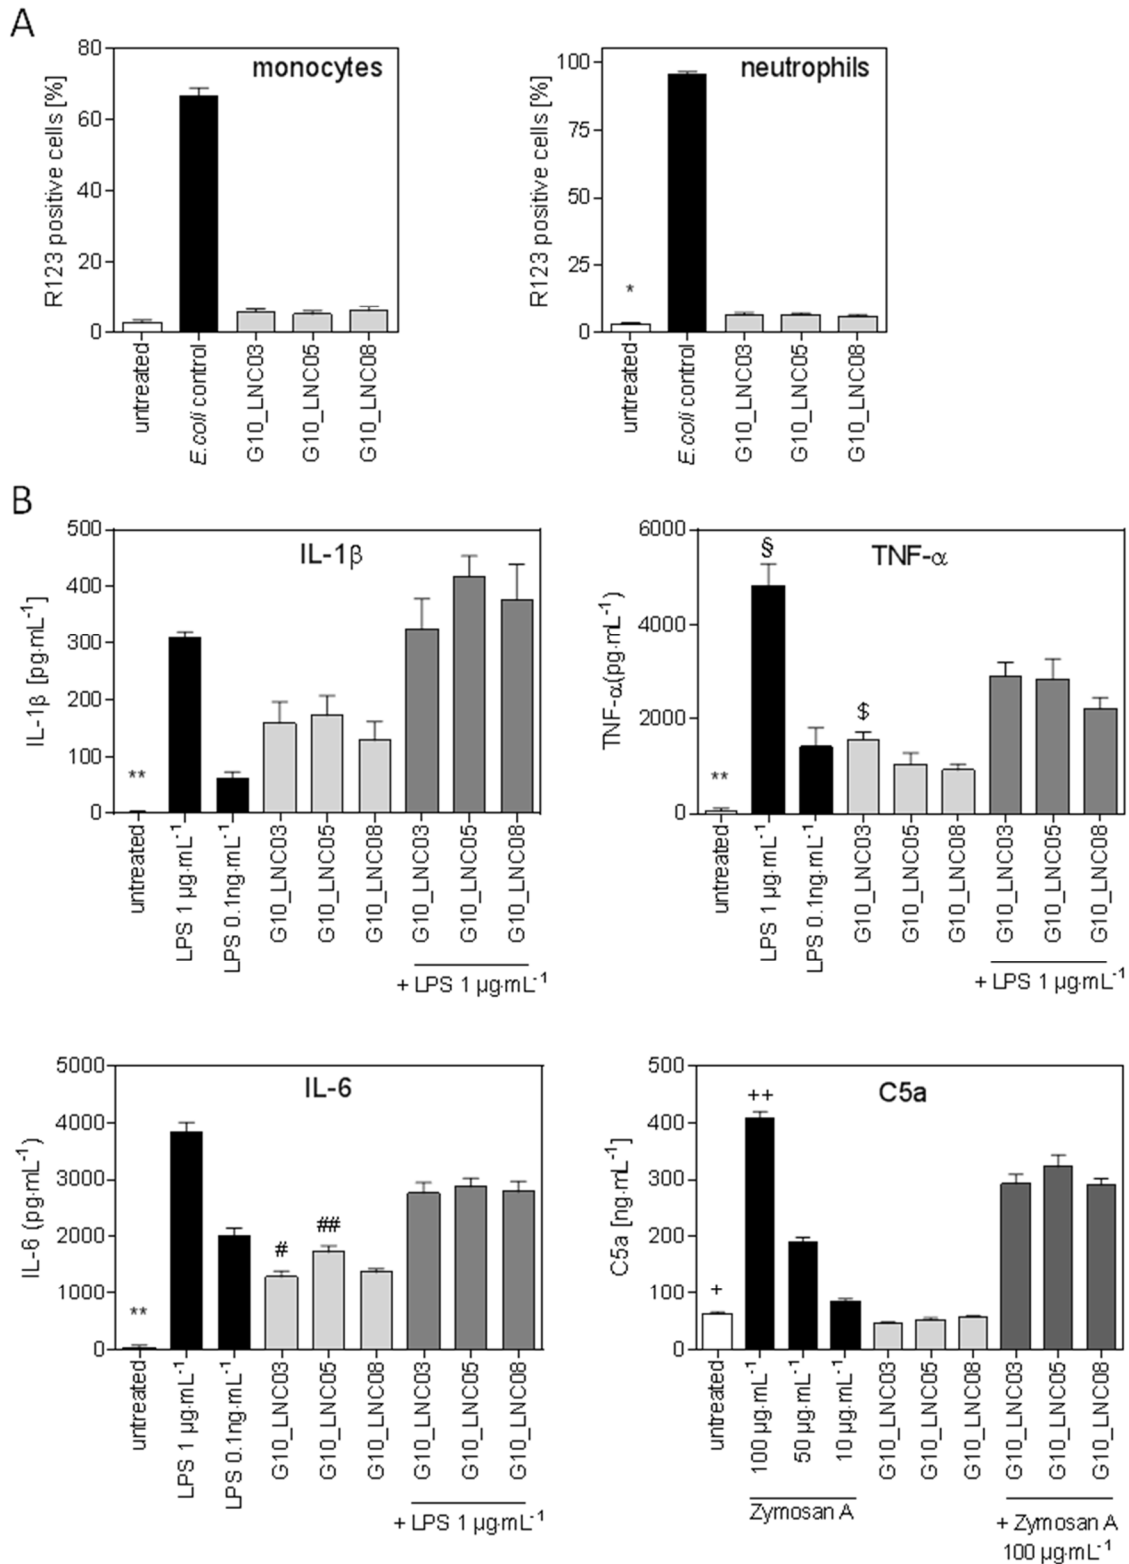 A
monocytes
R123 positive cells [%]
80
60
40
20
0
untreated
E.coli control
G10_LNC03
G10_LNC05
G10_LNC08
neutrophils
R123 positive cells [%]
100
75
50
25
0
*
untreated
E.coli control
G10_LNC03
G10_LNC05
G10_LNC08
B
IL-1β
IL-1β [pg·mL⁻¹]
500
400
300
200
100
0
**
untreated
LPS 1 µg·mL⁻¹
LPS 0.1ng·mL⁻¹
G10_LNC03
G10_LNC05
G10_LNC08
G10_LNC03
G10_LNC05
G10_LNC08
+ LPS 1 µg·mL⁻¹
TNF-α
TNF-α(pg·mL⁻¹)
6000
4000
2000
0
**
§
$
untreated
LPS 1 µg·mL⁻¹
LPS 0.1ng·mL⁻¹
G10_LNC03
G10_LNC05
G10_LNC08
G10_LNC03
G10_LNC05
G10_LNC08
+ LPS 1 µg·mL⁻¹
IL-6
IL-6 (pg·mL⁻¹)
5000
4000
3000
2000
1000
0
**
#
##
untreated
LPS 1 µg·mL⁻¹
LPS 0.1ng·mL⁻¹
G10_LNC03
G10_LNC05
G10_LNC08
G10_LNC03
G10_LNC05
G10_LNC08
+ LPS 1 µg·mL⁻¹
C5a
C5a [ng·mL⁻¹]
500
400
300
200
100
0
+
++
untreated
100 µg·mL⁻¹
50 µg·mL⁻¹
10 µg·mL⁻¹
G10_LNC03
G10_LNC05
G10_LNC08
G10_LNC03
G10_LNC05
G10_LNC08
Zymosan A
+ Zymosan A
100 µg·mL⁻¹